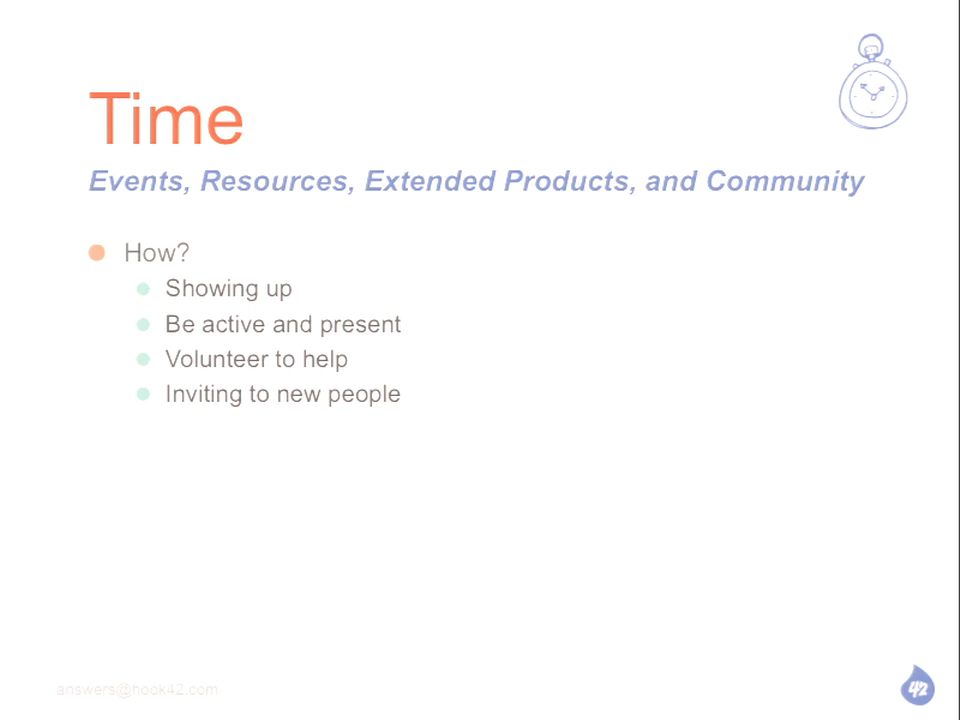 Time
Events, Resources, Extended Products, and Community
How?
Showing up
Be active and present
Volunteer to help
Inviting to new people
answers@hook42.com
42